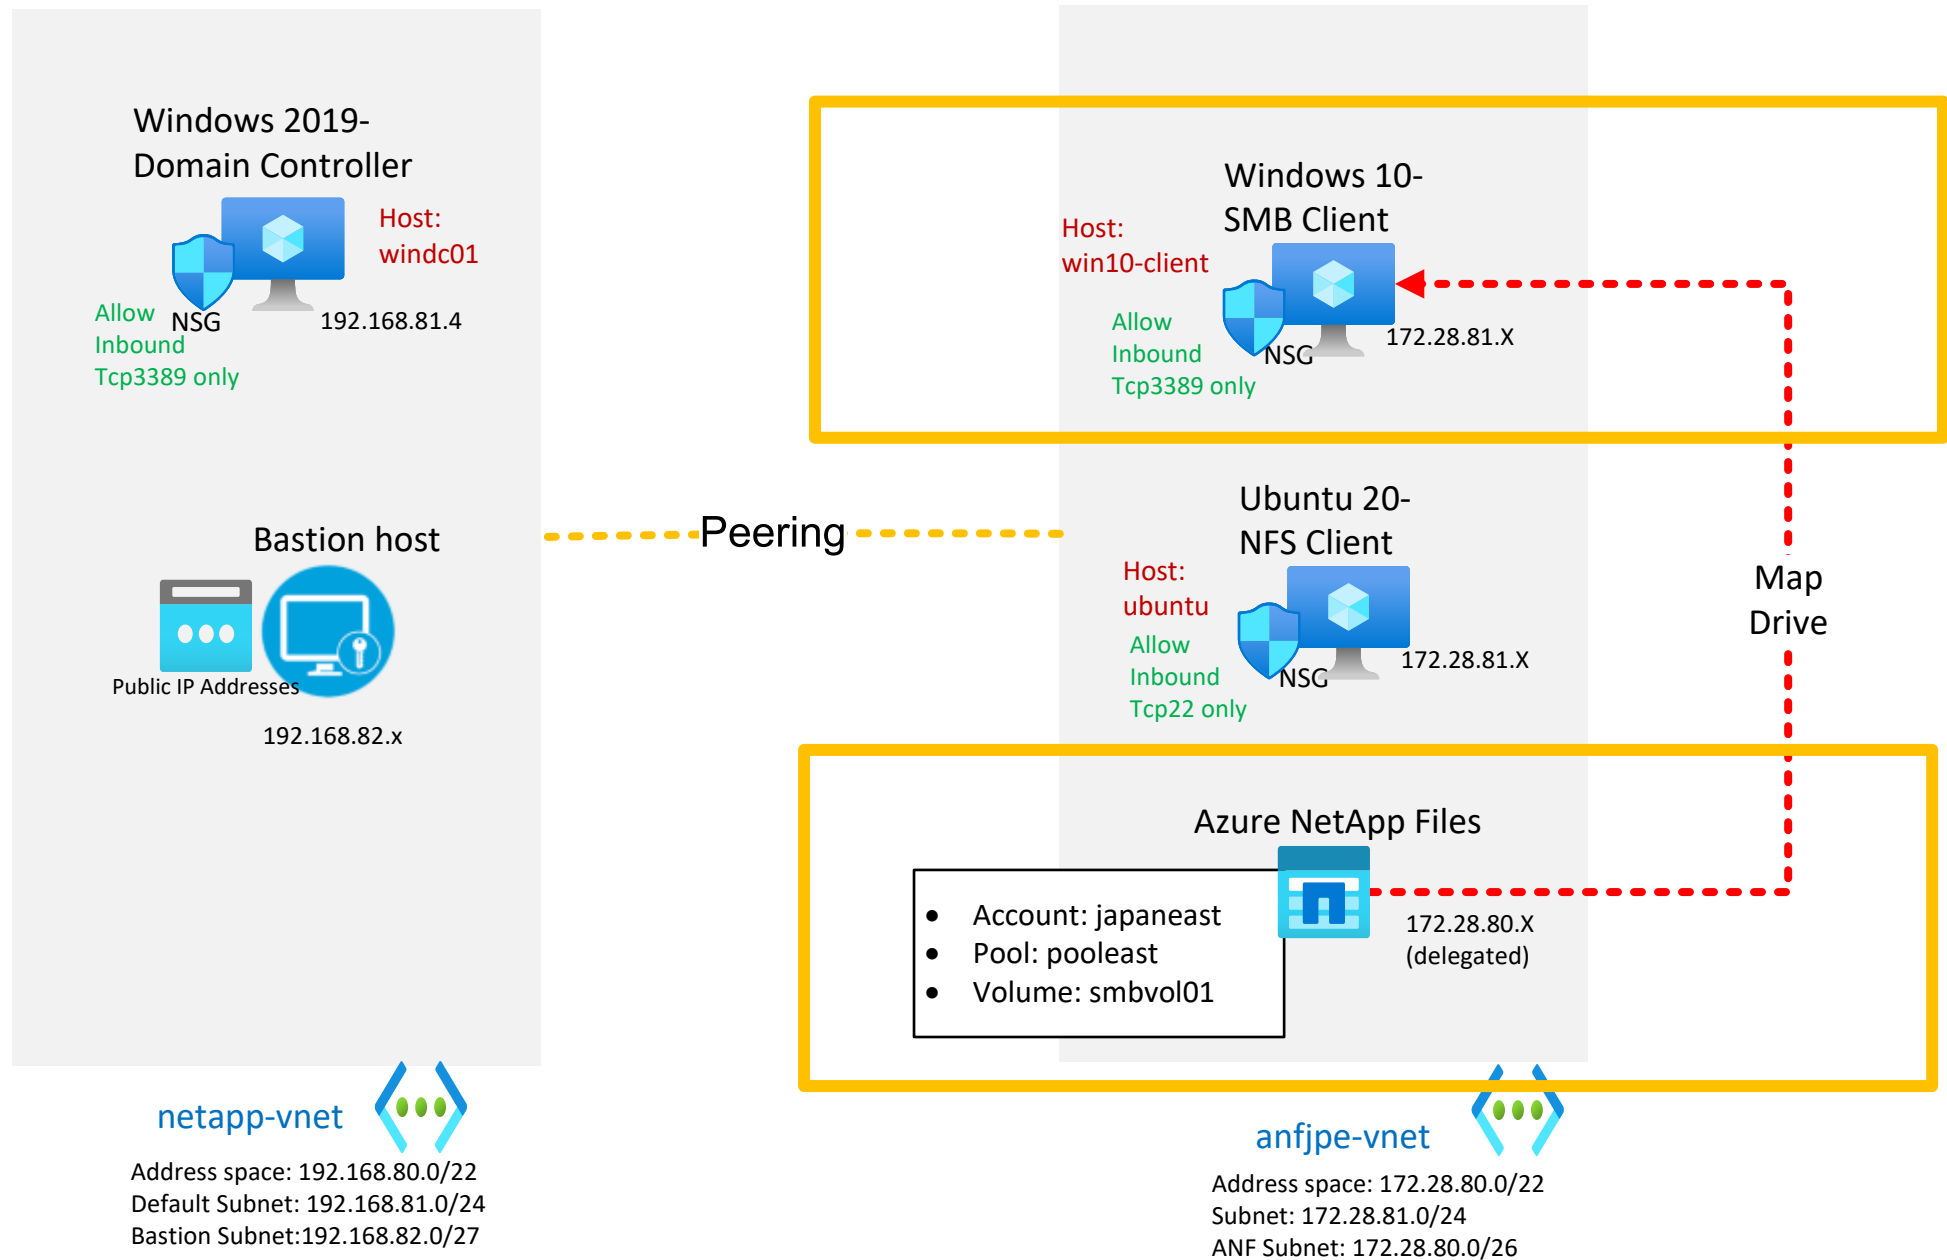 Windows 2019-
Domain Controller
Host:
windc01
Allow
Inbound
Tcp3389 only
NSG
192.168.81.4
Bastion host
Public IP Addresses
192.168.82.x
netapp-vnet
Address space: 192.168.80.0/22
Default Subnet: 192.168.81.0/24
Bastion Subnet:192.168.82.0/27
Peering
Windows 10-
SMB Client
Host:
win10-client
Allow
Inbound
Tcp3389 only
NSG
172.28.81.X
Ubuntu 20-
NFS Client
Host:
ubuntu
Allow
Inbound
Tcp22 only
NSG
172.28.81.X
Map
Drive
Azure NetApp Files
• Account: japaneast
• Pool: pooleast
• Volume: smbvol01
172.28.80.X
(delegated)
anfjpe-vnet
Address space: 172.28.80.0/22
Subnet: 172.28.81.0/24
ANF Subnet: 172.28.80.0/26